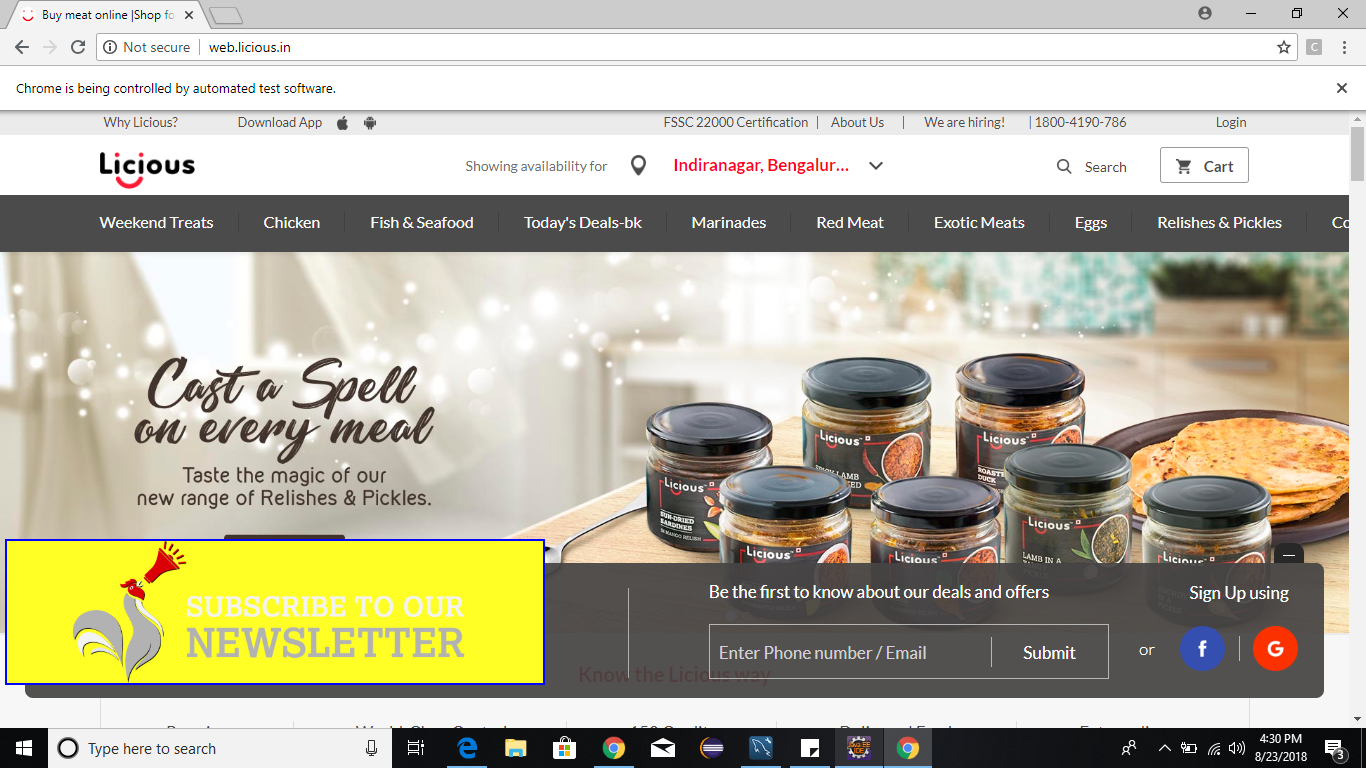 Buy meat online |Shop fo
Not secure
web.licious.in
C
Chrome is being controlled by automated test software.
Why Licious?
Download App
FSSC 22000 Certification | About Us | We are hiring! | 1800-4190-786
Login
Licious
Showing availability for
Indiranagar, Bengalur...
Search
Cart
Weekend Treats
Chicken
Fish & Seafood
Today's Deals-bk
Marinades
Red Meat
Exotic Meats
Eggs
Relishes & Pickles
Cast a Spell
on every meal
Taste the magic of our
new range of Relishes & Pickles.
Licious
Licious
Licious
SUN-DRIED
SARDINES
IN MANGO RELISH
SPICY LAMB
ROASTED
DUCK
Licious
Licious
Licious
LAMB IN A
Licious
SUBSCRIBE TO OUR
NEWSLETTER
Be the first to know about our deals and offers
Enter Phone number / Email
Submit
or
Sign Up using
f
G
Know the Licious way
Type here to search
4:30 PM
8/23/2018
3